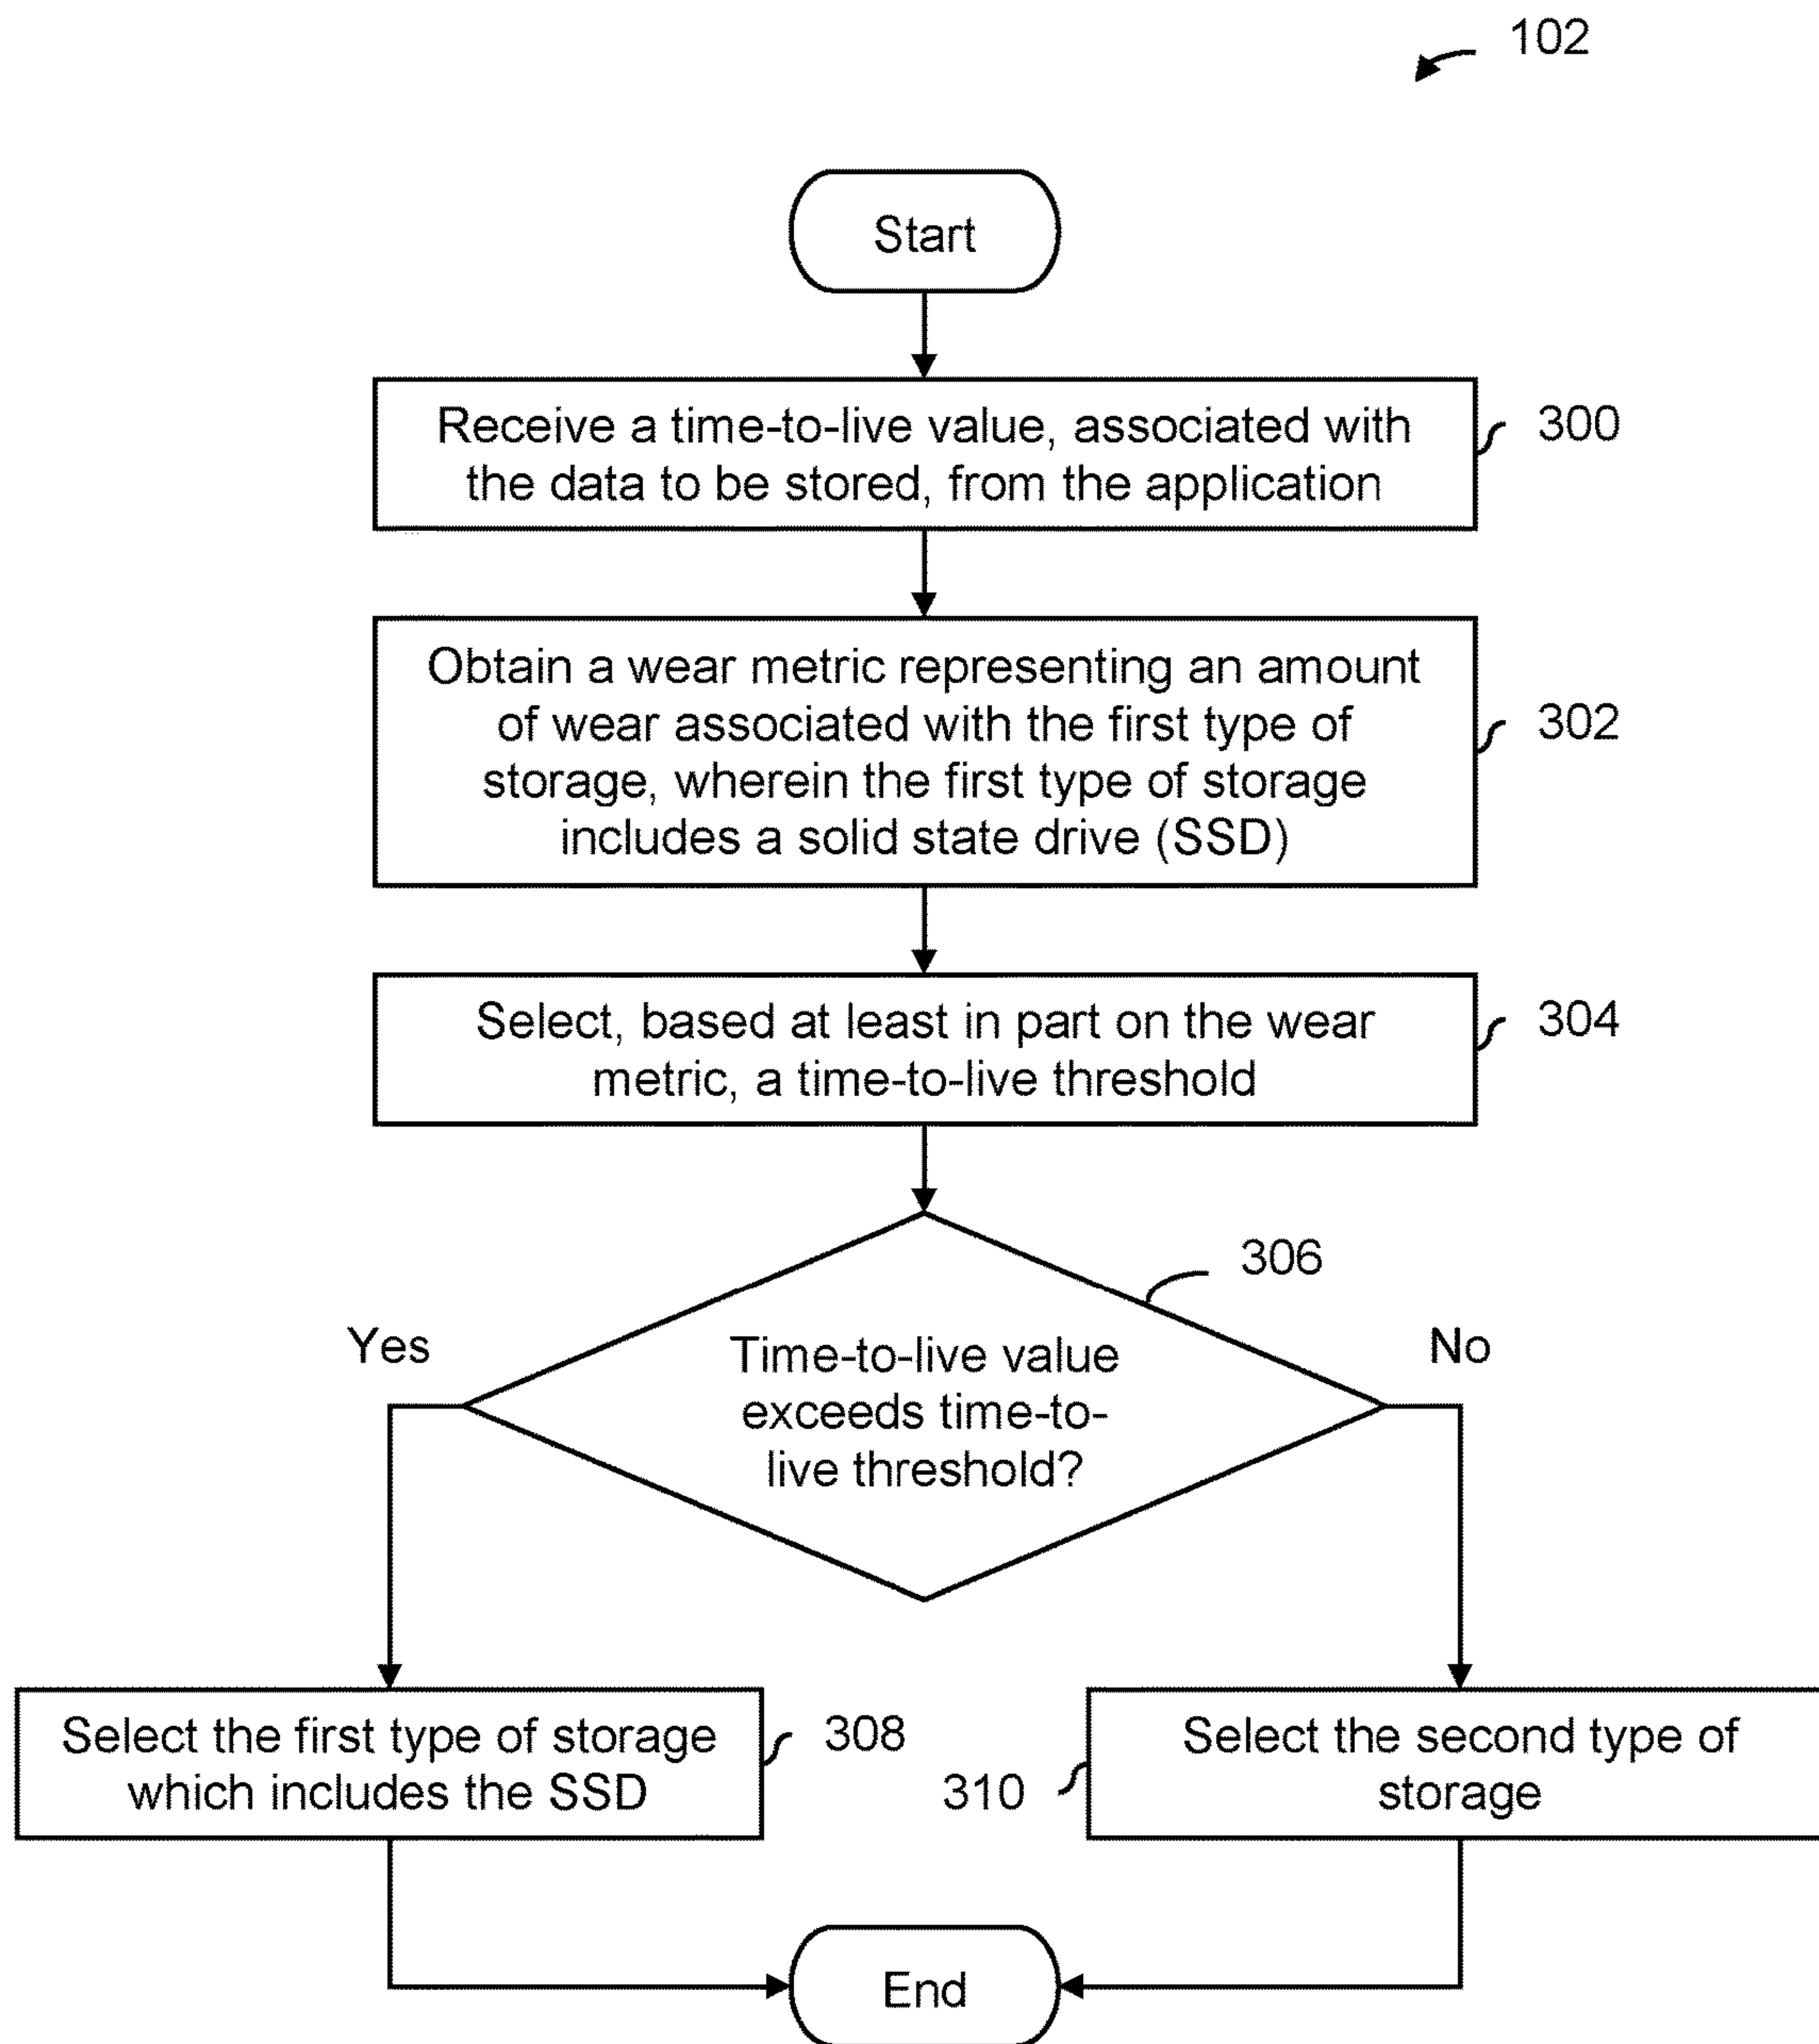 102
Start
Receive a time-to-live value, associated with
the data to be stored, from the application
300
Obtain a wear metric representing an amount
of wear associated with the first type of
storage, wherein the first type of storage
includes a solid state drive (SSD)
302
Select, based at least in part on the wear
metric, a time-to-live threshold
304
306
Yes
No
Time-to-live value
exceeds time-to-
live threshold?
Select the first type of storage
which includes the SSD
308
310
Select the second type of
storage
End